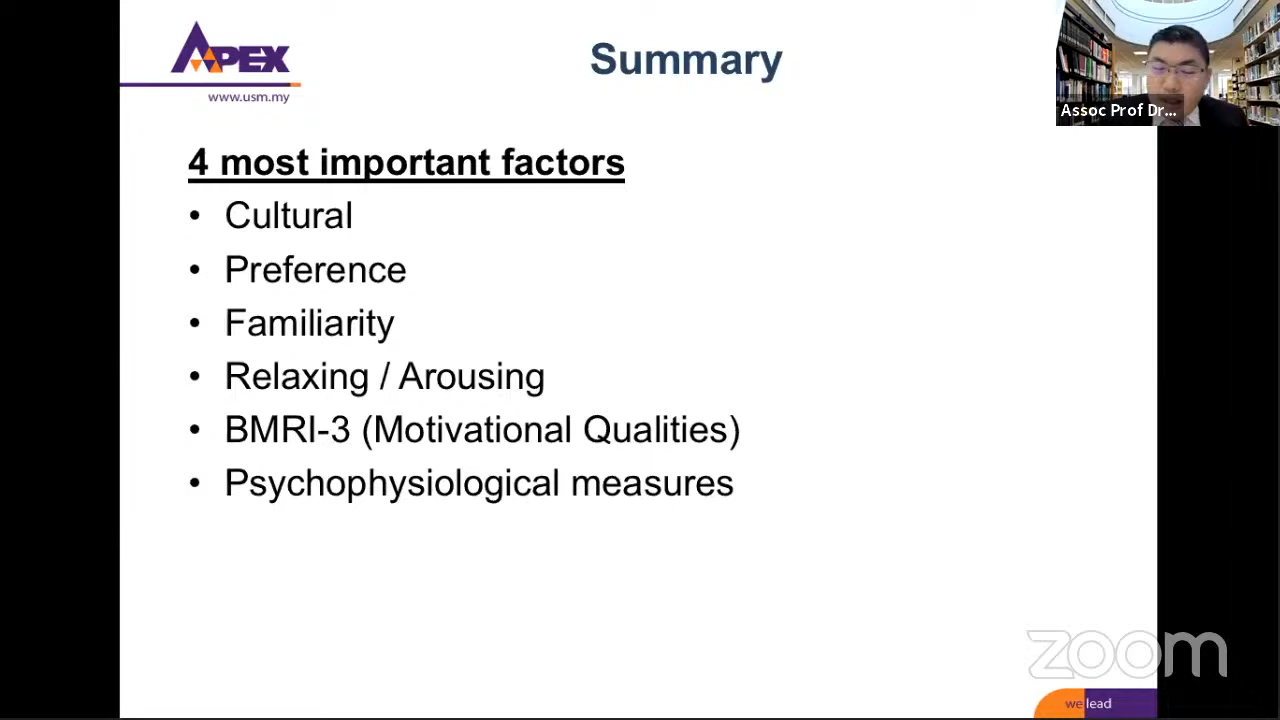 APEX
www.usm.my
Summary
Assoc Prof Dr...
4 most important factors
• Cultural
• Preference
• Familiarity
• Relaxing / Arousing
• BMRI-3 (Motivational Qualities)
• Psychophysiological measures
zoom
we lead